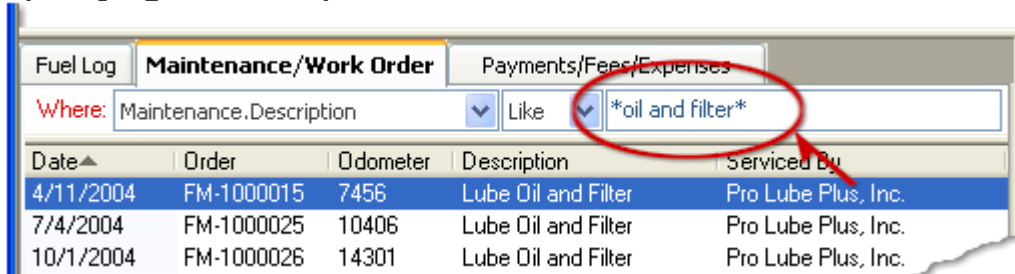 Fuel Log Maintenance/Work Order Payments/Fees/Expenses
Where: Maintenance.Description Like *oil and filter*
Date Order Odometer Description Serviced By
4/11/2004 FM-1000015 7456 Lube Oil and Filter Pro Lube Plus, Inc.
7/4/2004 FM-1000025 10406 Lube Oil and Filter Pro Lube Plus, Inc.
10/1/2004 FM-1000026 14301 Lube Oil and Filter Pro Lube Plus, Inc.